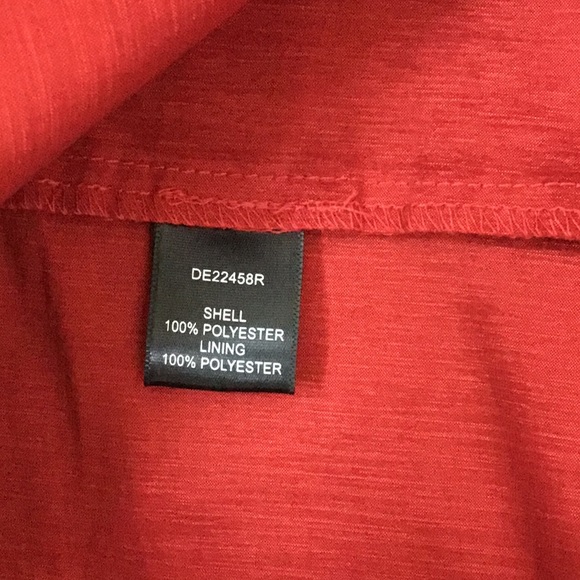 DE22458R
SHELL
100% POLYESTER
LINING
100% POLYESTER